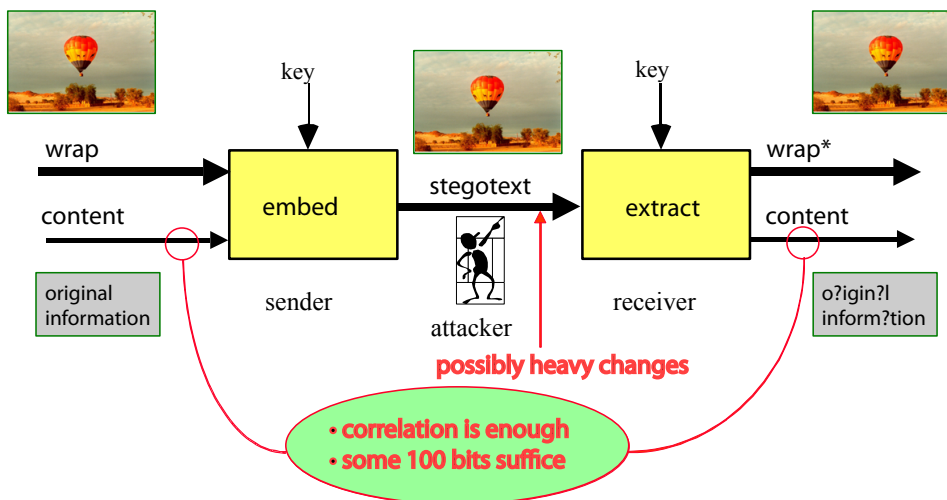 key
key
wrap
stegotext
wrap*
content
embed
extract
content
original
information
sender
attacker
receiver
o?igin?l
inform?tion
possibly heavy changes
• correlation is enough
• some 100 bits suffice